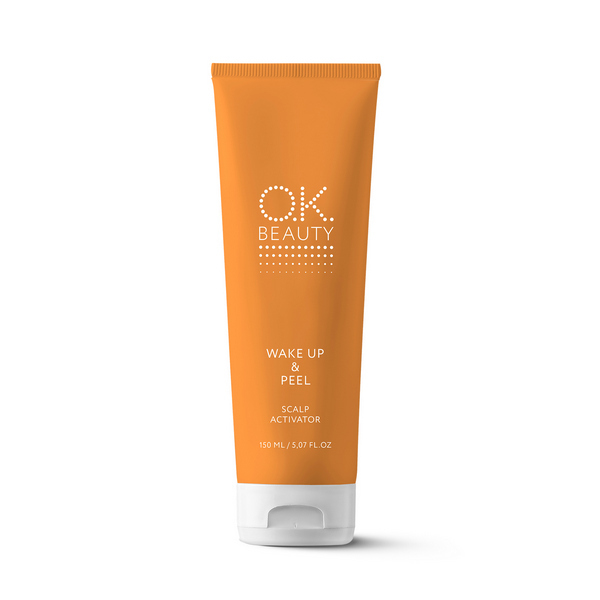 O.K.
BEAUTY
WAKE UP
&
PEEL
SCALP
ACTIVATOR
150 ML / 5,07 FL.OZ